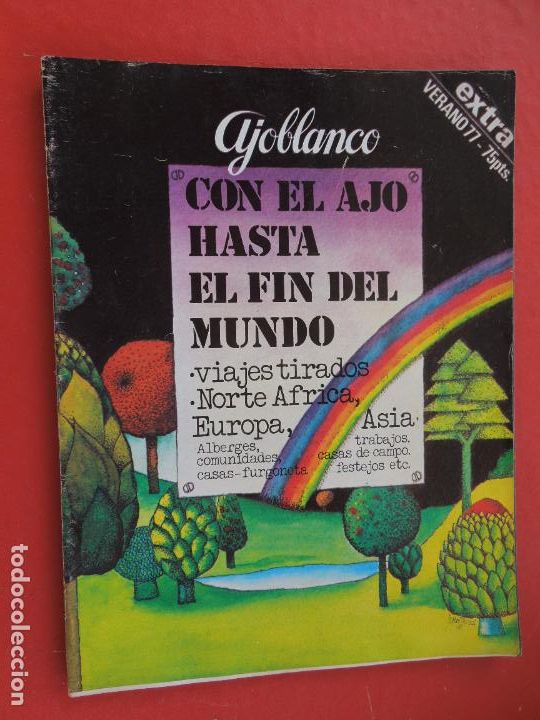 extra
VERANO 77 - 75pts.
ajoblanco
CON EL AJO
HASTA
EL FIN DEL
MUNDO
·viajes tirados
·Norte Africa,
Europa, Asia·
Alberges, trabajos.
comunidades, casas de campo.
casas-furgoneta festejos etc.
todocoleccion